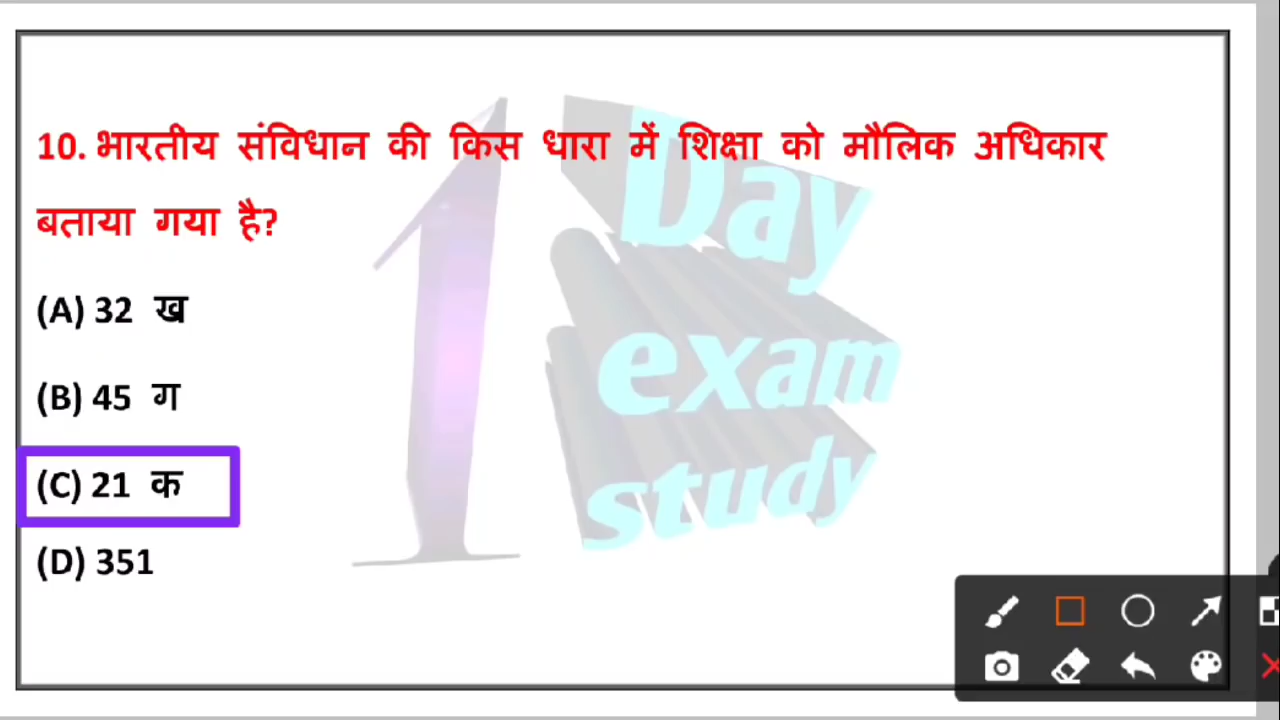 10. भारतीय संविधान की किस धारा में शिक्षा को मौलिक अधिकार
बताया गया है?
(A) 32 ख
(B) 45 ग
(C) 21 क
(D) 351
1 Day
exam
study